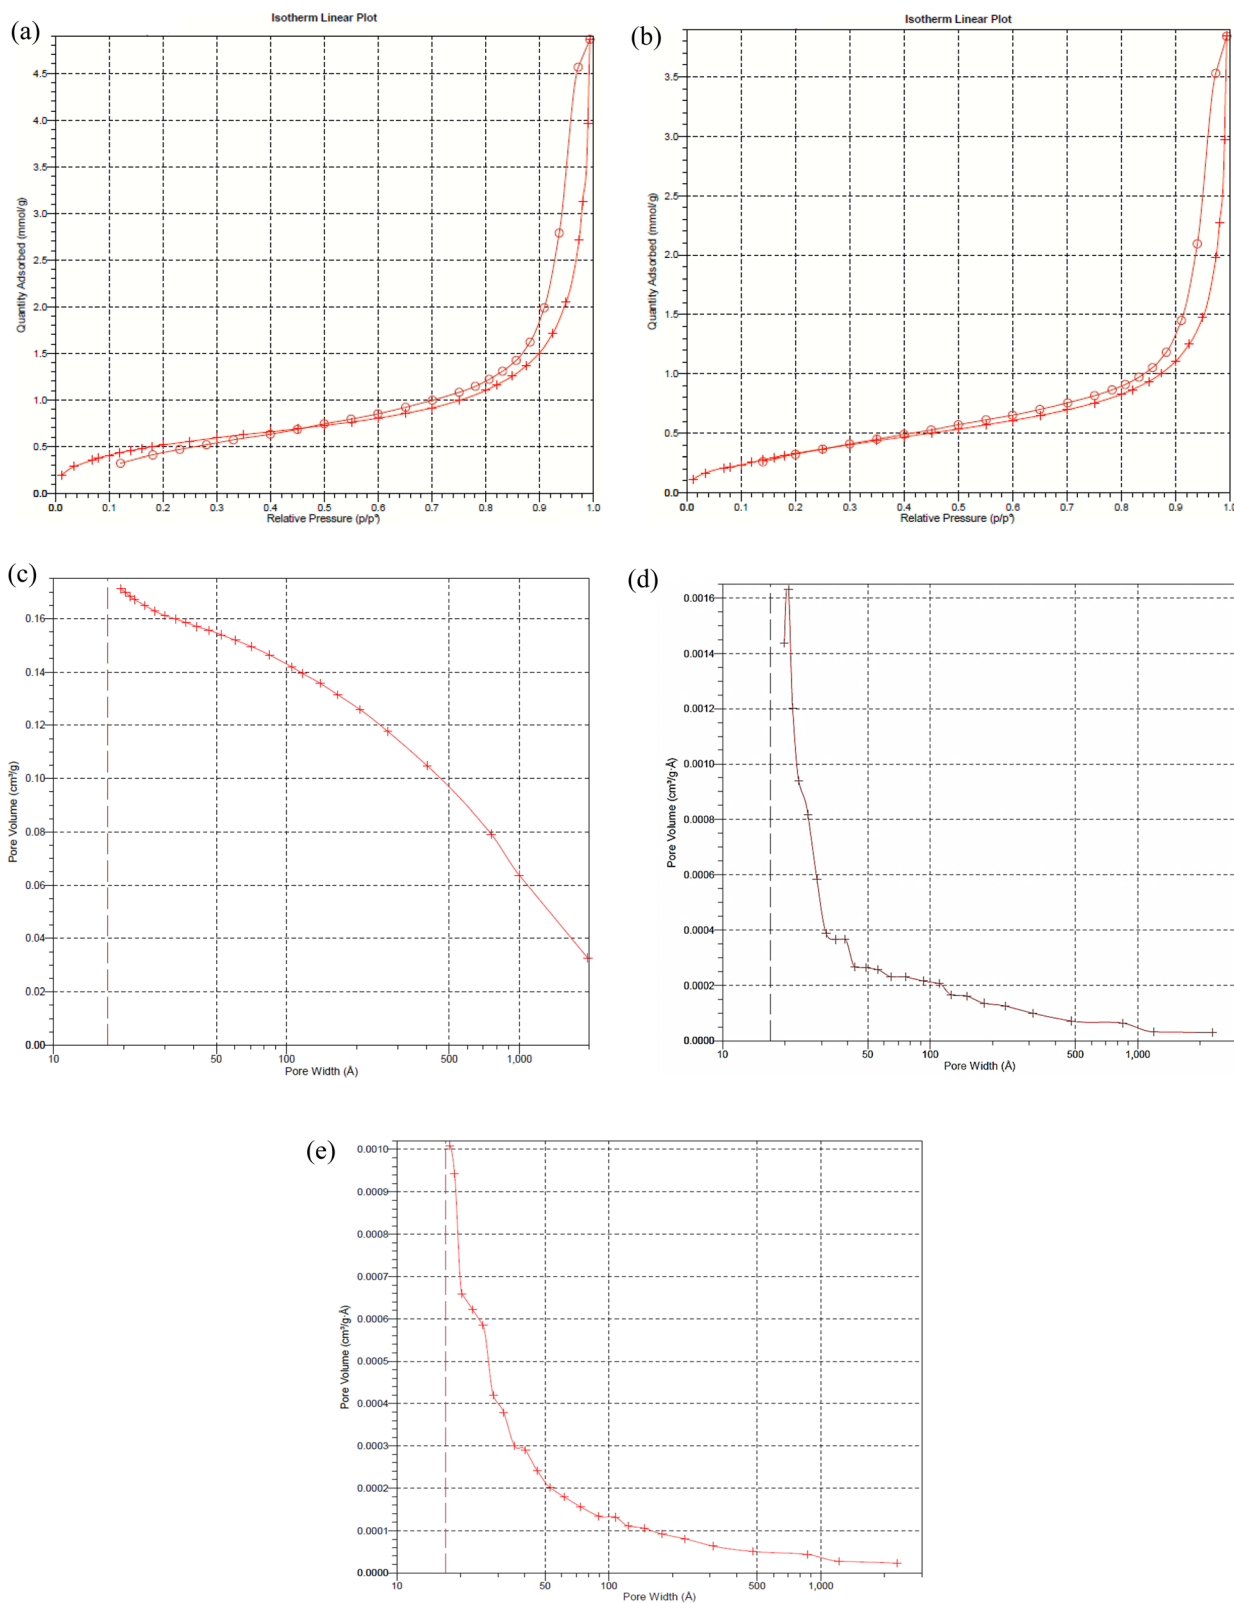 (a)
Isotherm Linear Plot
Quantity Adsorbed (mmol/g)
4.5
4.0
3.5
3.0
2.5
2.0
1.5
1.0
0.5
0.0
0.0 0.1 0.2 0.3 0.4 0.5 0.6 0.7 0.8 0.9 1.0
Relative Pressure (p/p°)
(b)
Isotherm Linear Plot
Quantity Adsorbed (mmol/g)
3.5
3.0
2.5
2.0
1.5
1.0
0.5
0.0
0.0 0.1 0.2 0.3 0.4 0.5 0.6 0.7 0.8 0.9 1.0
Relative Pressure (p/p°)
(c)
Pore Volume (cm³/g)
0.16
0.14
0.12
0.10
0.08
0.06
0.04
0.02
0.00
10 50 100 500 1,000
Pore Width (Å)
(d)
Pore Volume (cm³/g·Å)
0.0016
0.0014
0.0012
0.0010
0.0008
0.0006
0.0004
0.0002
0.0000
10 50 100 500 1,000
Pore Width (Å)
(e)
Pore Volume (cm³/g·Å)
0.0010
0.0009
0.0008
0.0007
0.0006
0.0005
0.0004
0.0003
0.0002
0.0001
0.0000
10 50 100 500 1,000
Pore Width (Å)